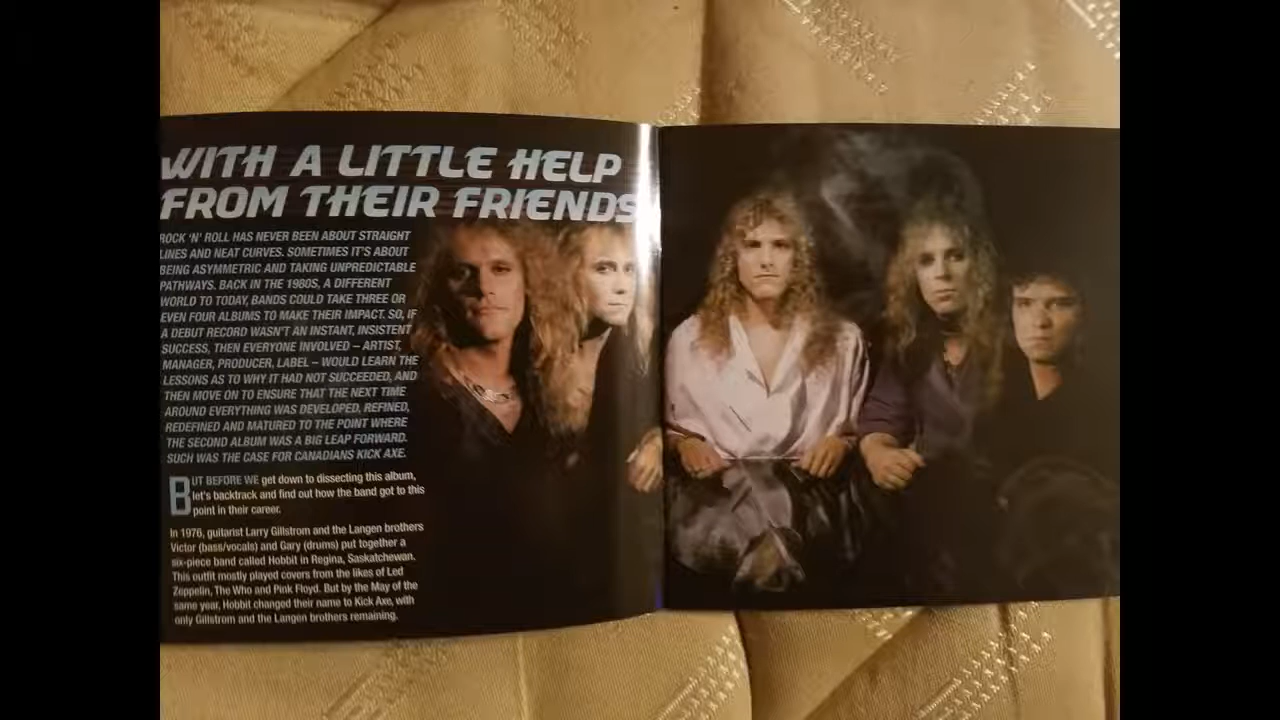 WITH A LITTLE HELP
FROM THEIR FRIENDS
ROCK 'N' ROLL HAS NEVER BEEN ABOUT STRAIGHT
LINES AND NEAT CURVES. SOMETIMES IT'S ABOUT
BEING ASYMMETRIC AND TAKING UNPREDICTABLE
PATHWAYS. BACK IN THE 1980S, A DIFFERENT
WORLD TO TODAY, BANDS COULD TAKE THREE OR
EVEN FOUR ALBUMS TO MAKE THEIR IMPACT. SO, IF
A DEBUT RECORD WASN'T AN INSTANT, INSISTENT
SUCCESS, THEN EVERYONE INVOLVED – ARTIST,
MANAGER, PRODUCER, LABEL – WOULD LEARN THE
LESSONS AS TO WHY IT HAD NOT SUCCEEDED, AND
THEN MOVE ON TO ENSURE THAT THE NEXT TIME
AROUND EVERYTHING WAS DEVELOPED, REFINED,
REDEFINED AND MATURED TO THE POINT WHERE
THE SECOND ALBUM WAS A BIG LEAP FORWARD.
SUCH WAS THE CASE FOR CANADIANS KICK AXE.
BUT BEFORE WE get down to dissecting this album,
let's backtrack and find out how the band got to this
point in their career.
In 1976, guitarist Larry Gillstrom and the Langen brothers
Victor (bass/vocals) and Gary (drums) put together a
six-piece band called Hobbit in Regina, Saskatchewan.
This outfit mostly played covers from the likes of Led
Zeppelin, The Who and Pink Floyd. But by the May of the
same year, Hobbit changed their name to Kick Axe, with
only Gillstrom and the Langen brothers remaining.